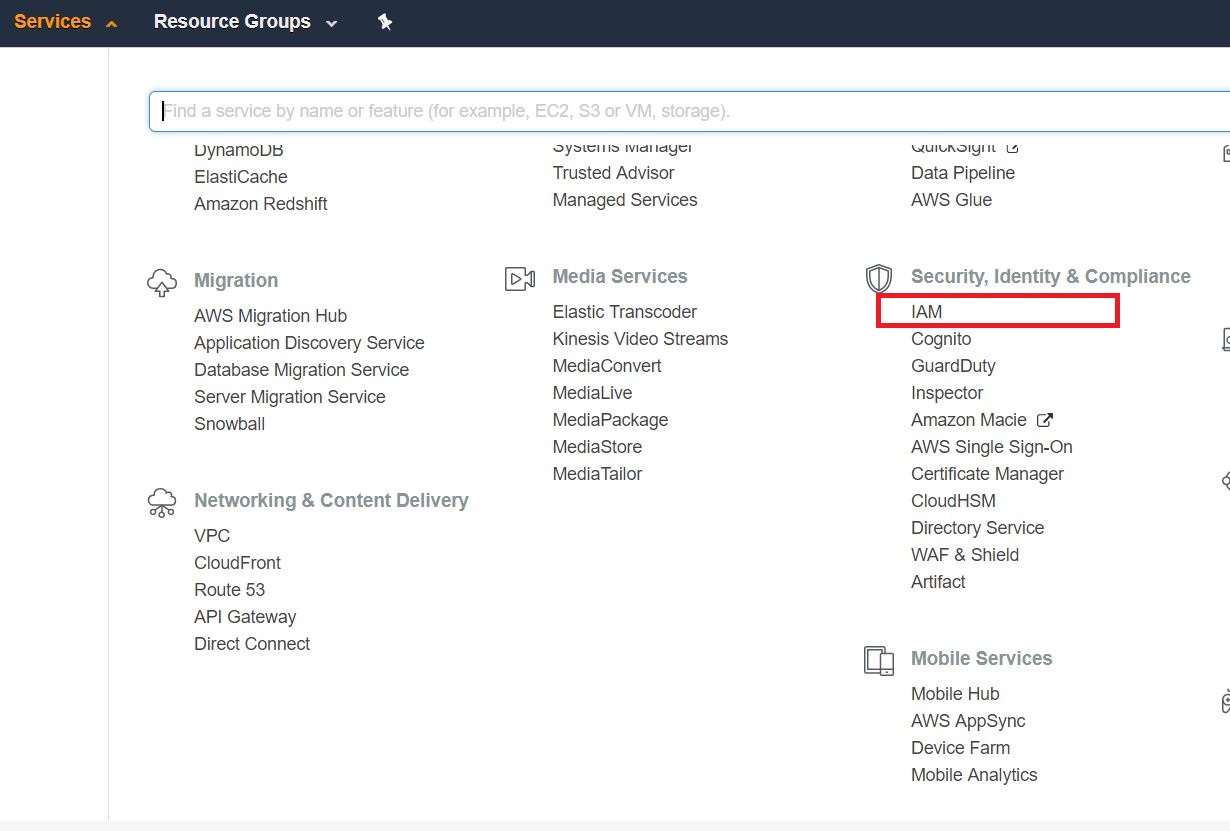 Services Resource Groups
Find a service by name or feature (for example, EC2, S3 or VM, storage).
DynamoDB
ElastiCache
Amazon Redshift
Migration
AWS Migration Hub
Application Discovery Service
Database Migration Service
Server Migration Service
Snowball
Networking & Content Delivery
VPC
CloudFront
Route 53
API Gateway
Direct Connect
Systems Manager
Trusted Advisor
Managed Services
Media Services
Elastic Transcoder
Kinesis Video Streams
MediaConvert
MediaLive
MediaPackage
MediaStore
MediaTailor
QuickSight
Data Pipeline
AWS Glue
Security, Identity & Compliance
IAM
Cognito
GuardDuty
Inspector
Amazon Macie
AWS Single Sign-On
Certificate Manager
CloudHSM
Directory Service
WAF & Shield
Artifact
Mobile Services
Mobile Hub
AWS AppSync
Device Farm
Mobile Analytics